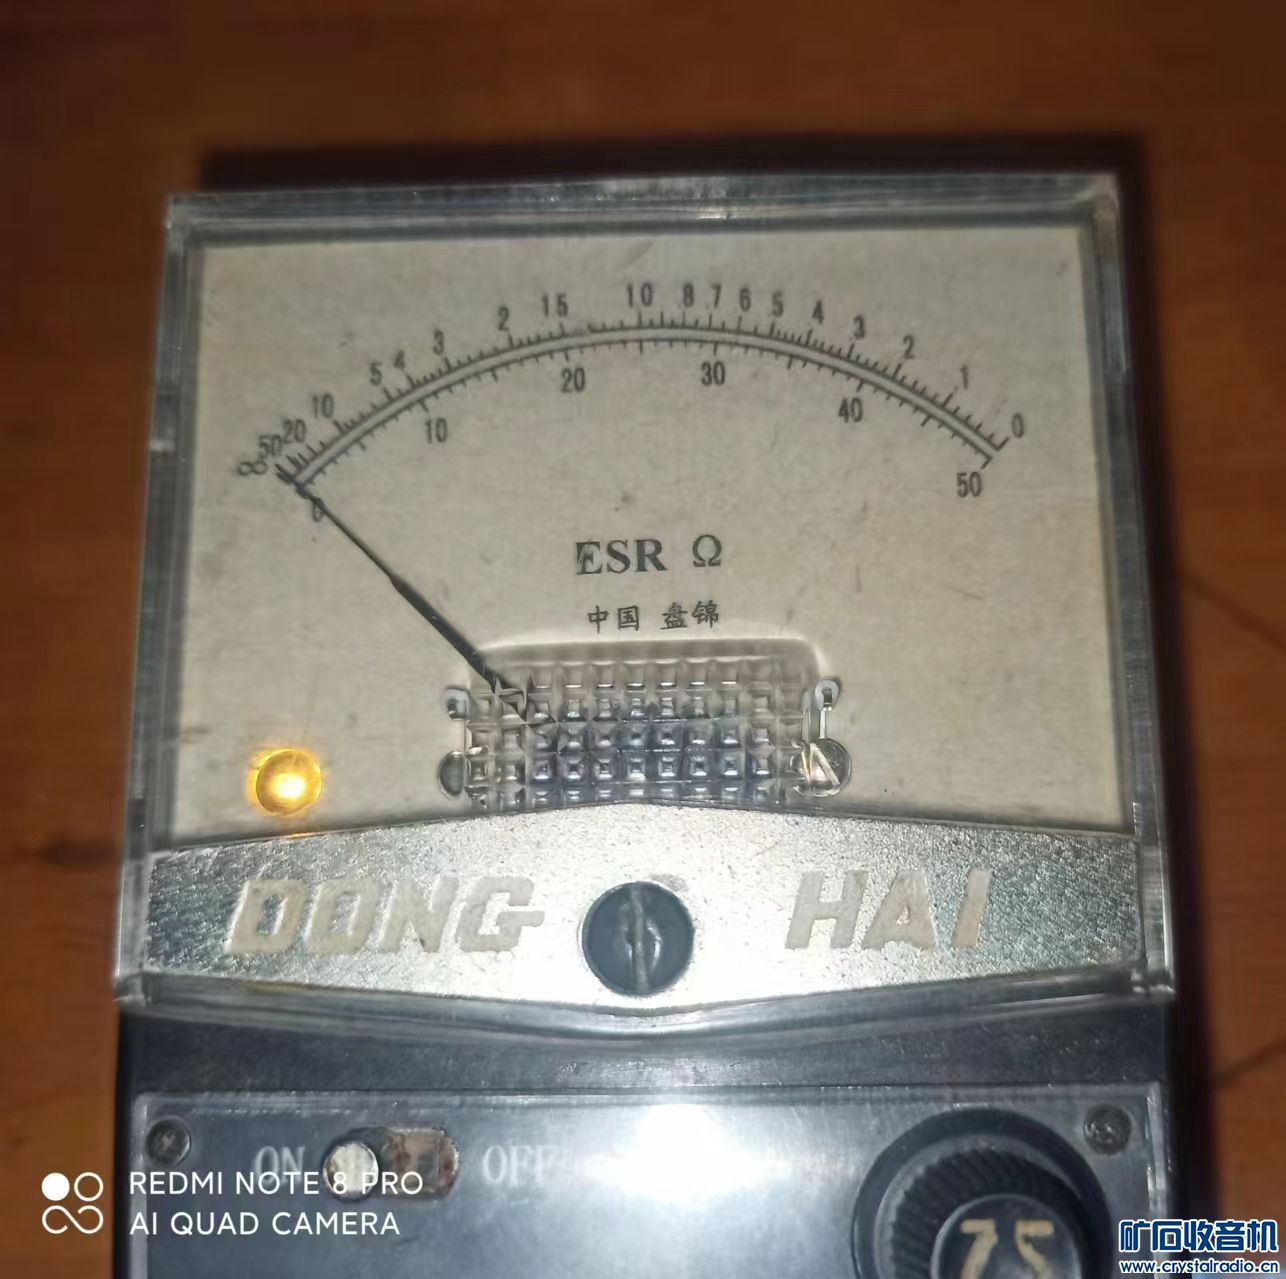 ∞ 50 20 10 5 4 3 2 15 10 8 7 6 5 4 3 2 1 0
0 10 20 30 40 50
ESR Ω
中国 盘锦
DONG HAI
ON OFF
75
REDMI NOTE 8 PRO
AI QUAD CAMERA
矿石收音机
www.crystalradio.cn